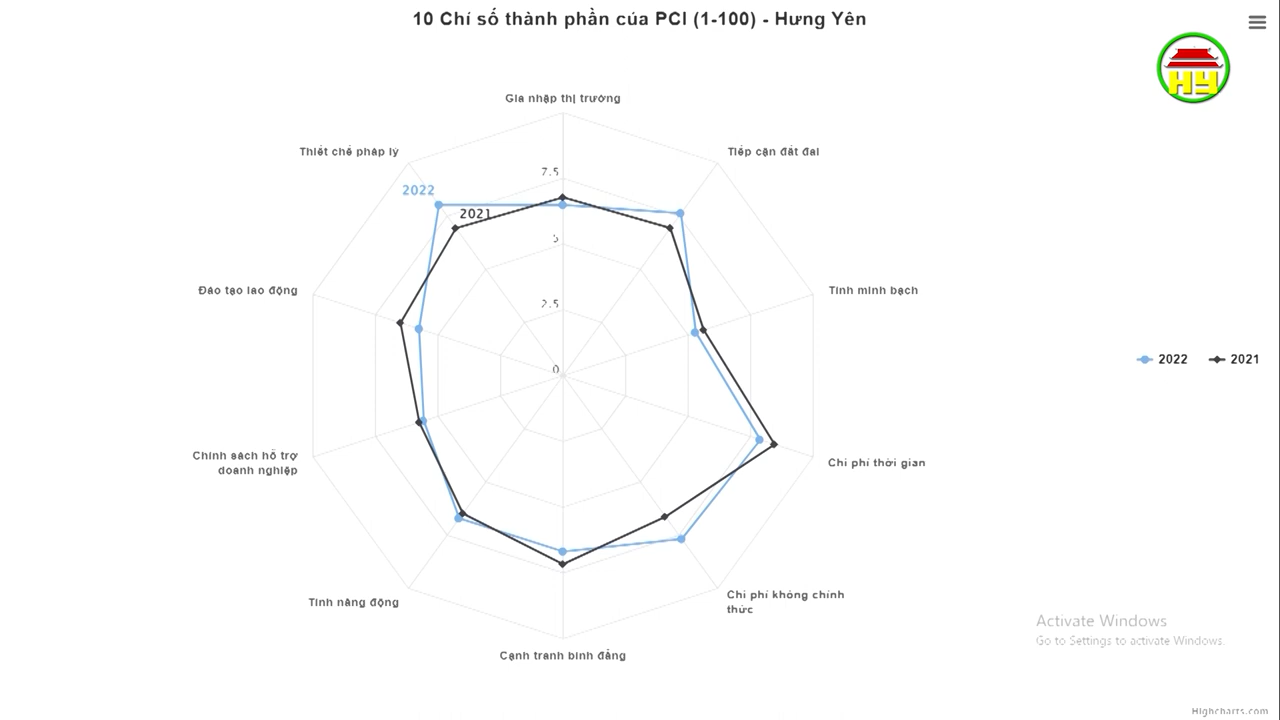 10 Chỉ số thành phần của PCI (1-100) - Hưng Yên
HY
Gia nhập thị trường
Thiết chế pháp lý
Tiếp cận đất đai
7.5
2022
2021
5
Đào tạo lao động
Tính minh bạch
2.5
0
2022
2021
Chính sách hỗ trợ
doanh nghiệp
Chi phí thời gian
Tính năng động
Chi phí không chính
thức
Cạnh tranh bình đẳng
Activate Windows
Go to Settings to activate Windows.
Highcharts.com